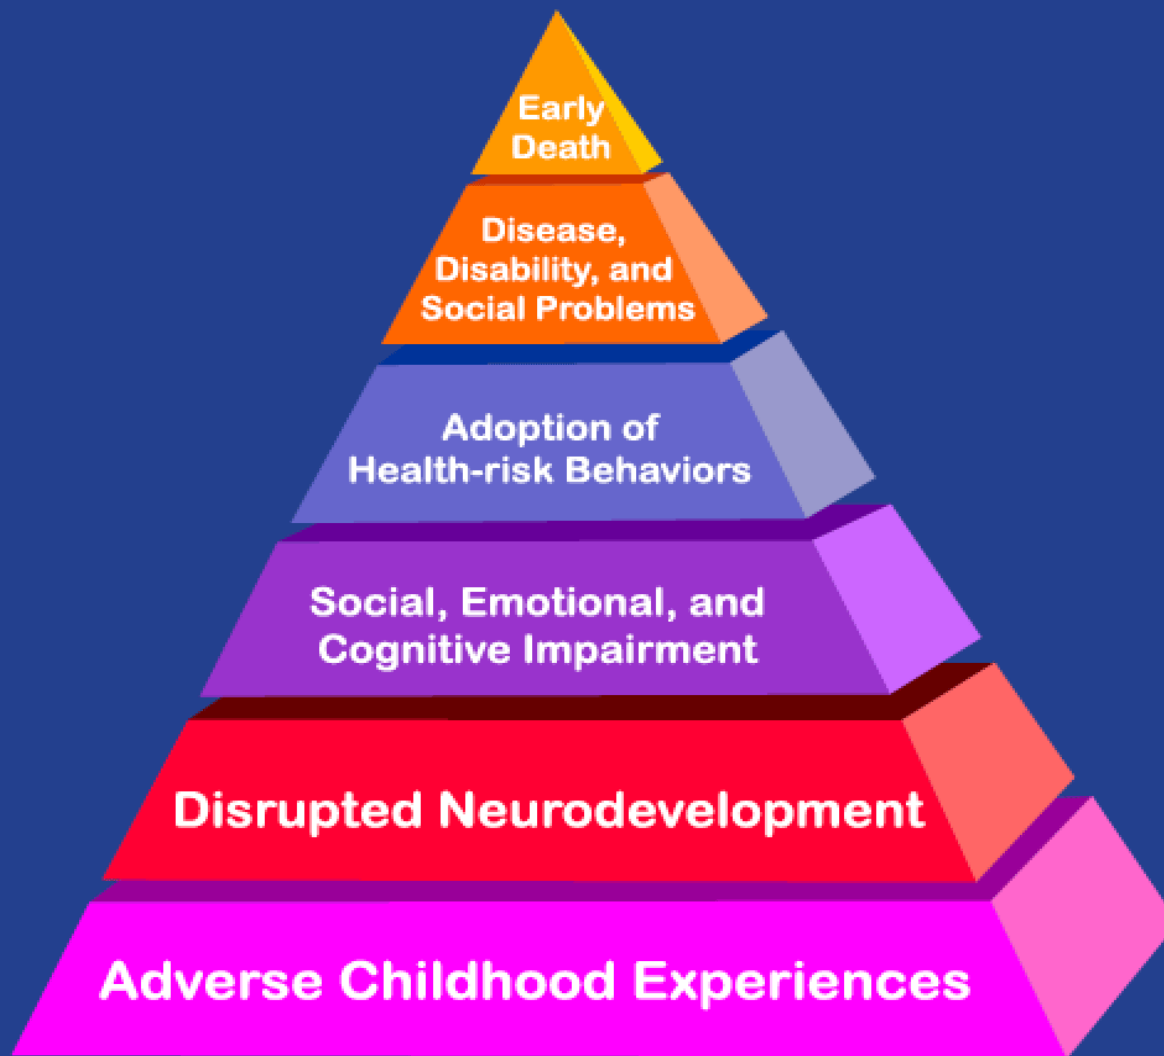 Early
Death
Disease,
Disability, and
Social Problems
Adoption of
Health-risk Behaviors
Social, Emotional, and
Cognitive Impairment
Disrupted Neurodevelopment
Adverse Childhood Experiences